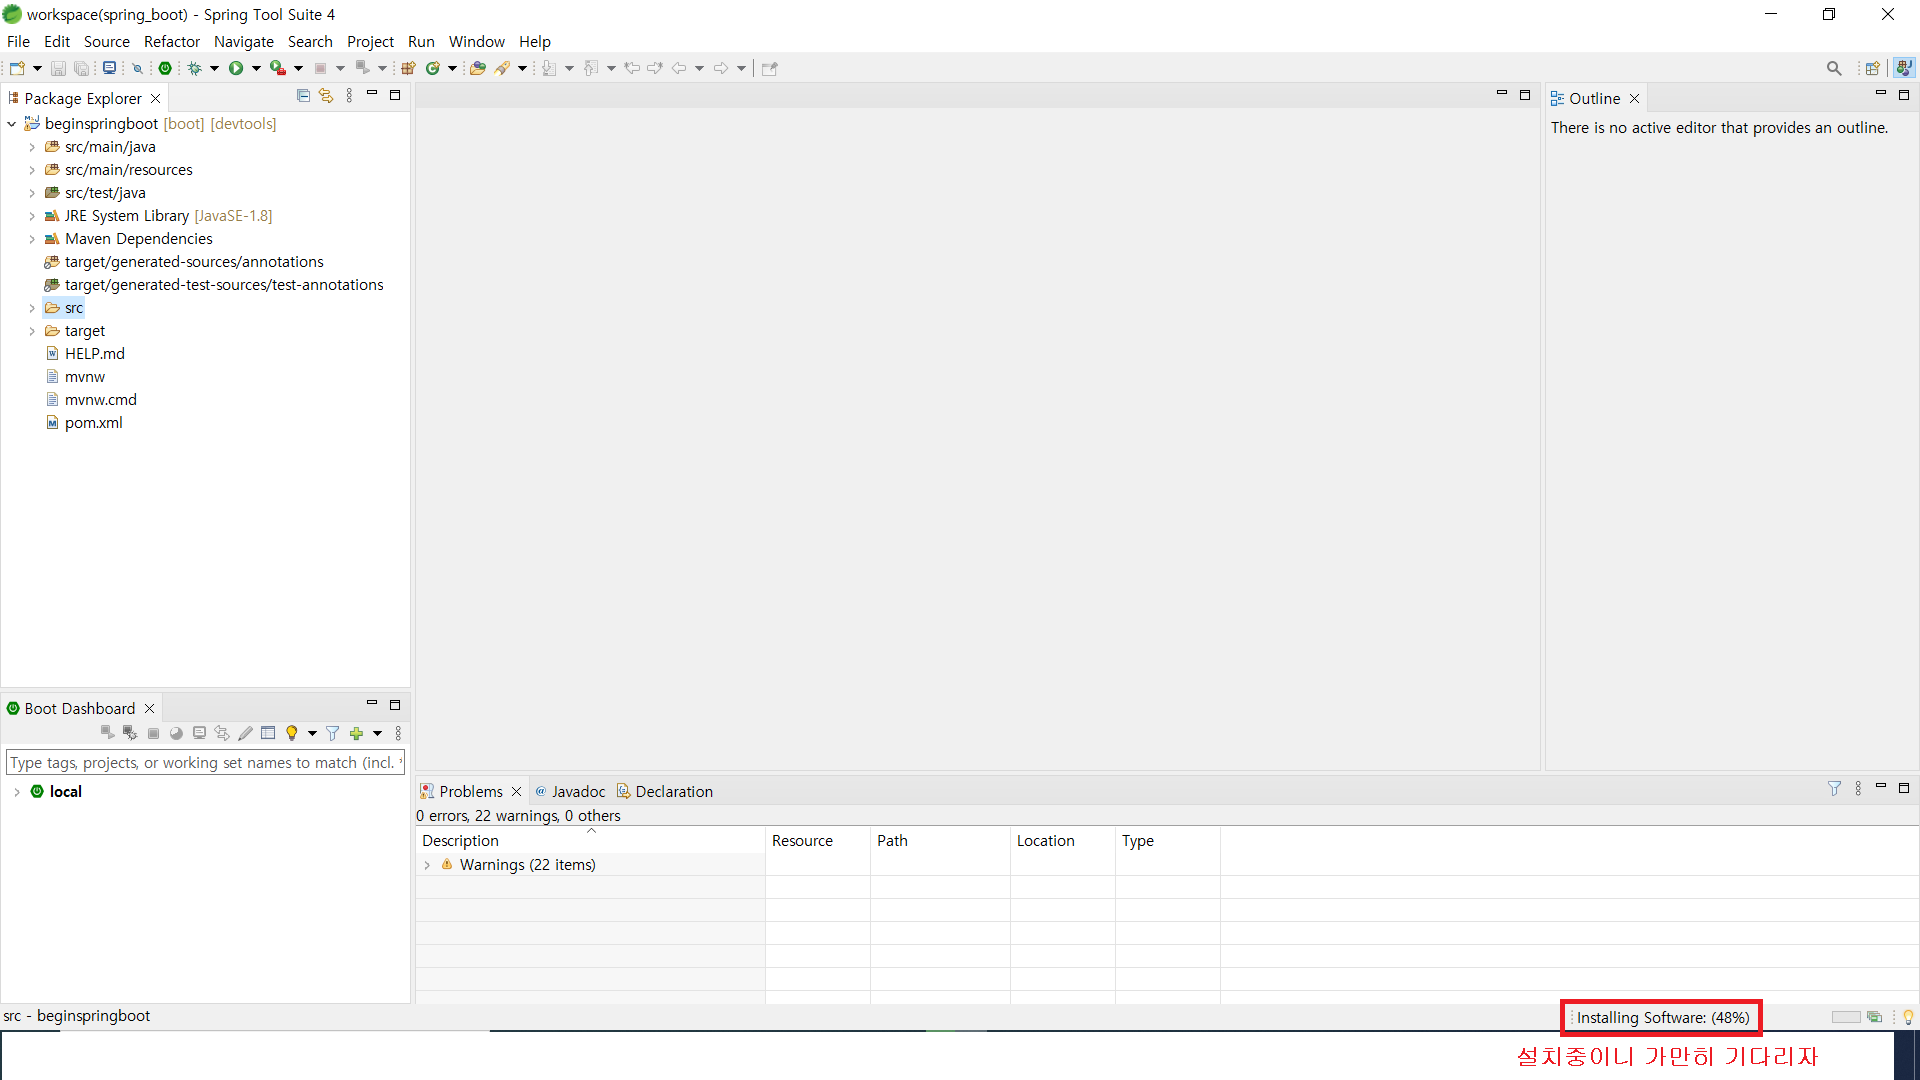 workspace(spring_boot) - Spring Tool Suite 4
File Edit Source Refactor Navigate Search Project Run Window Help
Package Explorer
beginspringboot [boot] [devtools]
src/main/java
src/main/resources
src/test/java
JRE System Library [JavaSE-1.8]
Maven Dependencies
target/generated-sources/annotations
target/generated-test-sources/test-annotations
src
target
HELP.md
mvnw
mvnw.cmd
pom.xml
Outline
There is no active editor that provides an outline.
Boot Dashboard
Type tags, projects, or working set names to match (incl. *
local
Problems @ Javadoc Declaration
0 errors, 22 warnings, 0 others
Description Resource Path Location Type
Warnings (22 items)
src - beginspringboot
Installing Software: (48%)
설치중이니 가만히 기다리자